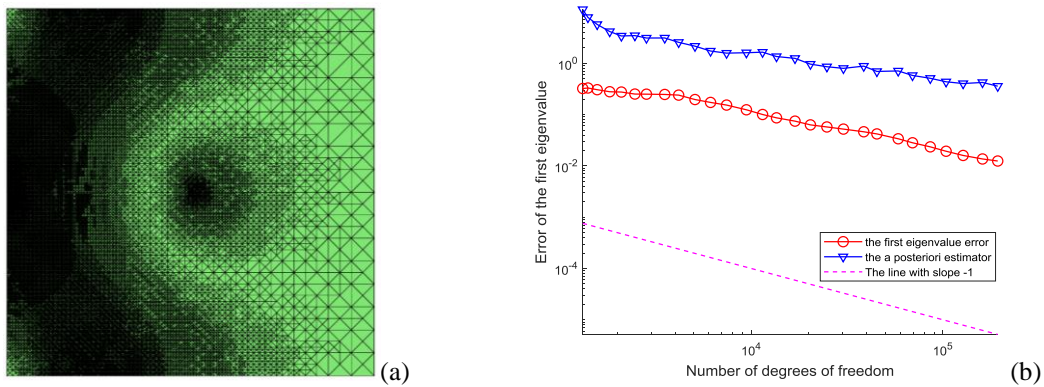 (a)
Error of the first eigenvalue
10^0
10^-2
10^-4
the first eigenvalue error
the a posteriori estimator
The line with slope -1
10^4
10^5
Number of degrees of freedom
(b)